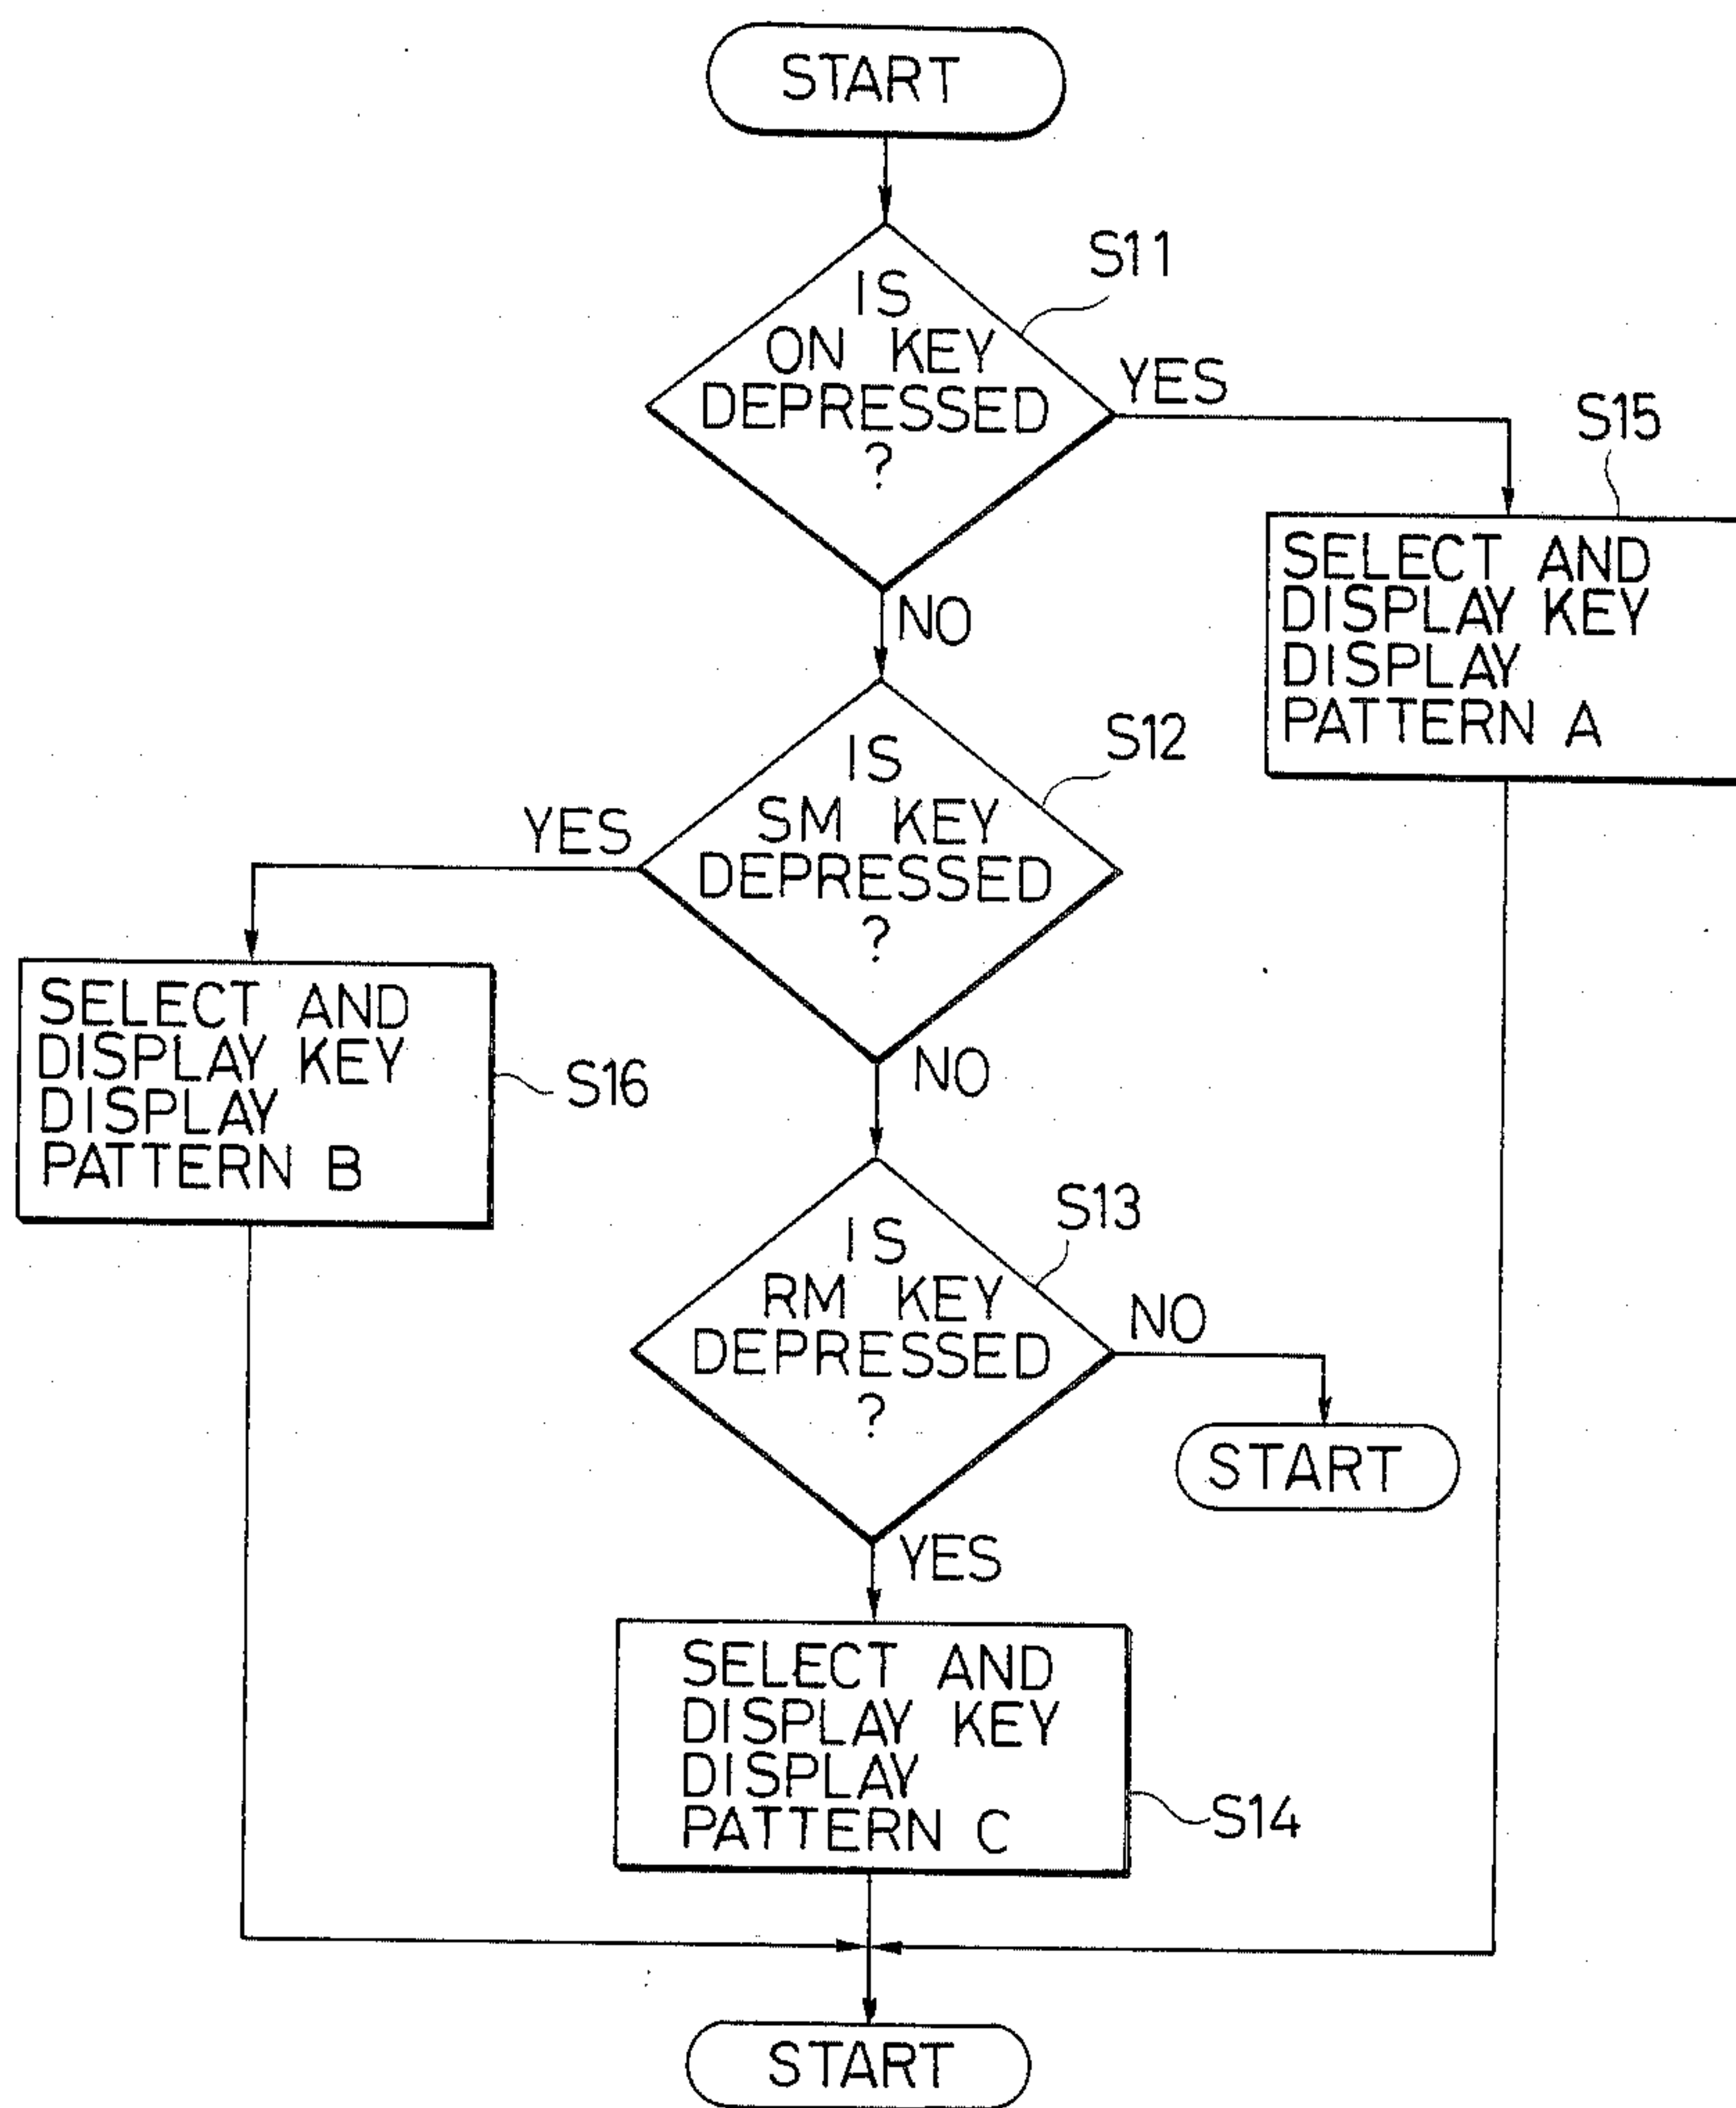 START
S11
IS
ON KEY
DEPRESSED
?
YES
NO
S15
SELECT AND
DISPLAY KEY
DISPLAY
PATTERN A
S12
IS
SM KEY
DEPRESSED
?
YES
NO
SELECT AND
DISPLAY KEY
DISPLAY
PATTERN B
S16
S13
IS
RM KEY
DEPRESSED
?
NO
START
YES
SELECT AND
DISPLAY KEY
DISPLAY
PATTERN C
S14
START